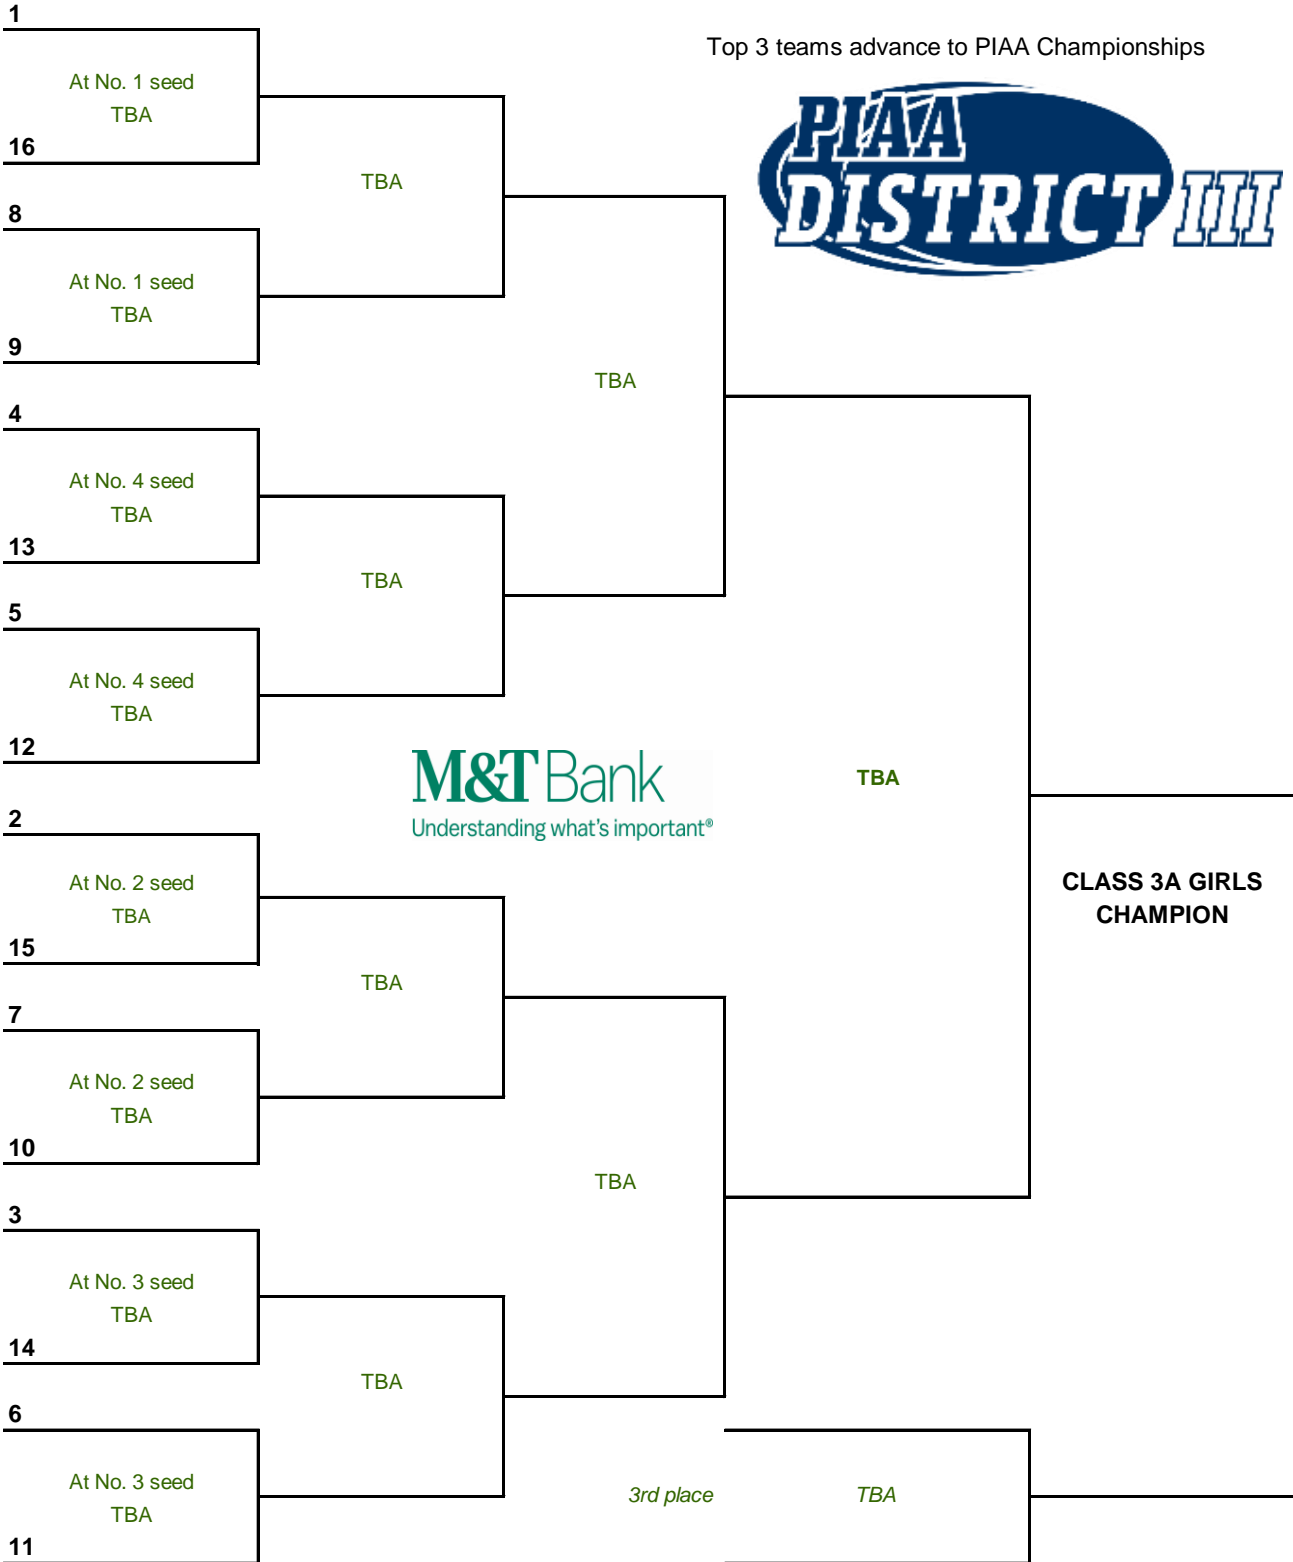 1
Top 3 teams advance to PIAA Championships
At No. 1 seed
TBA
16
PIAA
DISTRICT III
TBA
8
At No. 1 seed
TBA
9
TBA
4
At No. 4 seed
TBA
13
TBA
5
At No. 4 seed
TBA
12
M&T Bank
Understanding what's important®
TBA
2
At No. 2 seed
TBA
15
CLASS 3A GIRLS
CHAMPION
TBA
7
At No. 2 seed
TBA
10
TBA
3
At No. 3 seed
TBA
14
TBA
6
At No. 3 seed
TBA
11
3rd place
TBA